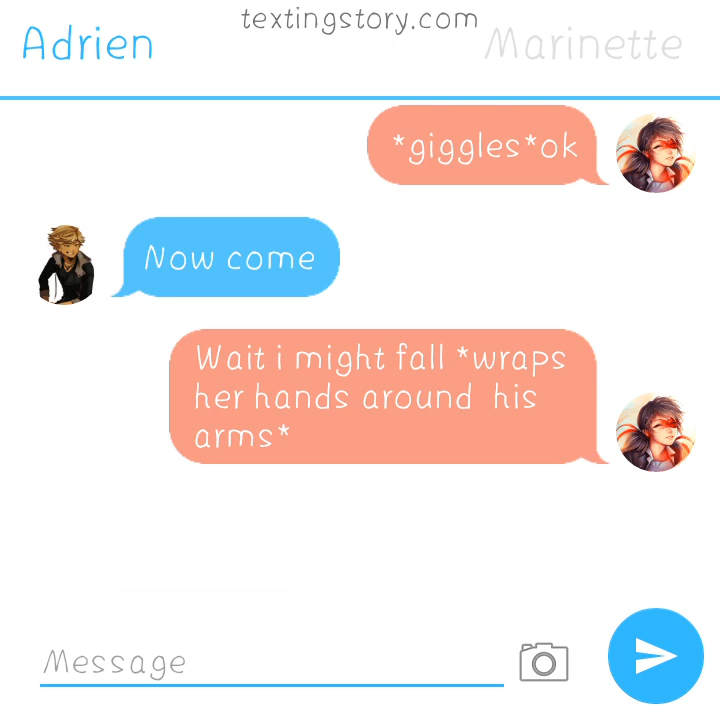 textingstory.com
Adrien
Marinette
*giggles*ok
Now come
Wait i might fall *wraps
her hands around his
arms*
Message